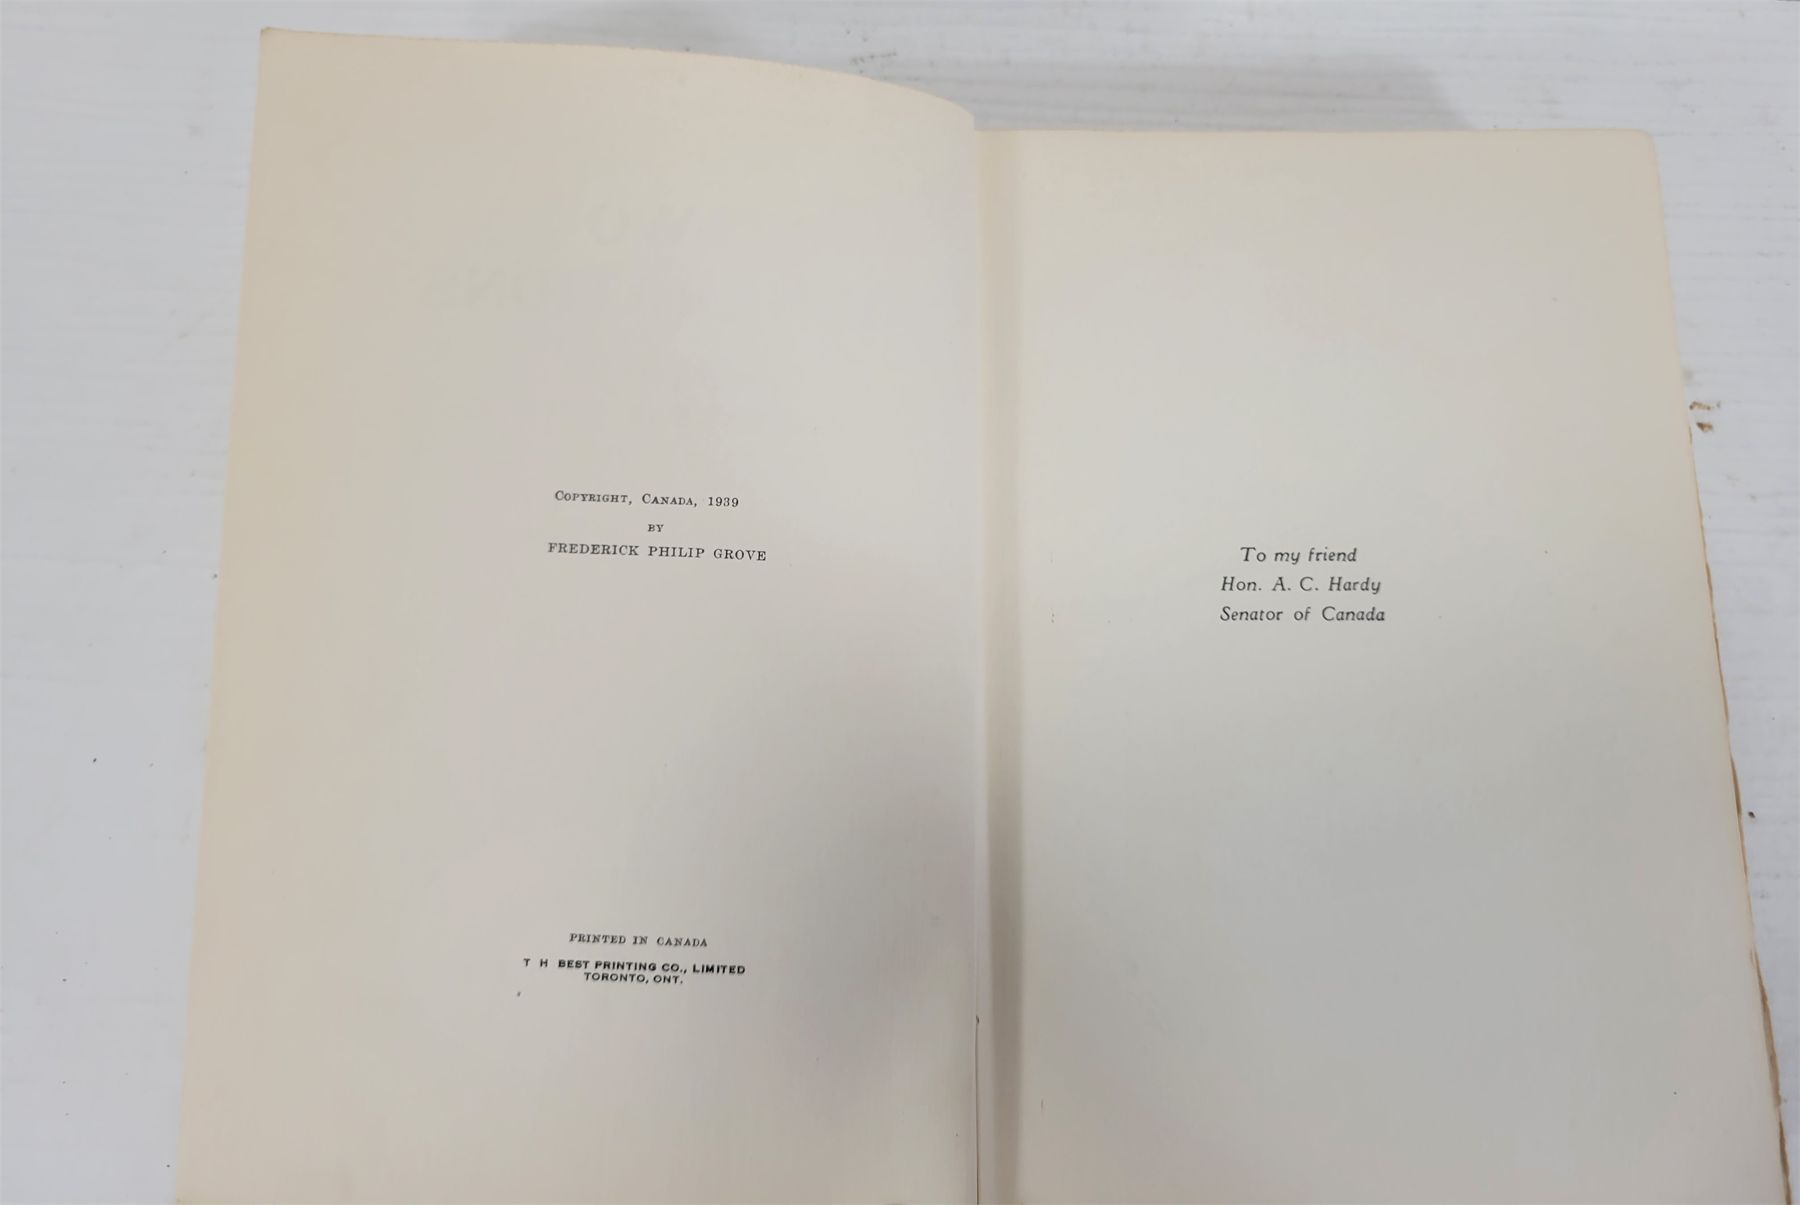 COPYRIGHT, CANADA, 1939
BY
FREDERICK PHILIP GROVE
PRINTED IN CANADA
T H BEST PRINTING CO., LIMITED
TORONTO, ONT.
To my friend
Hon. A. C. Hardy
Senator of Canada